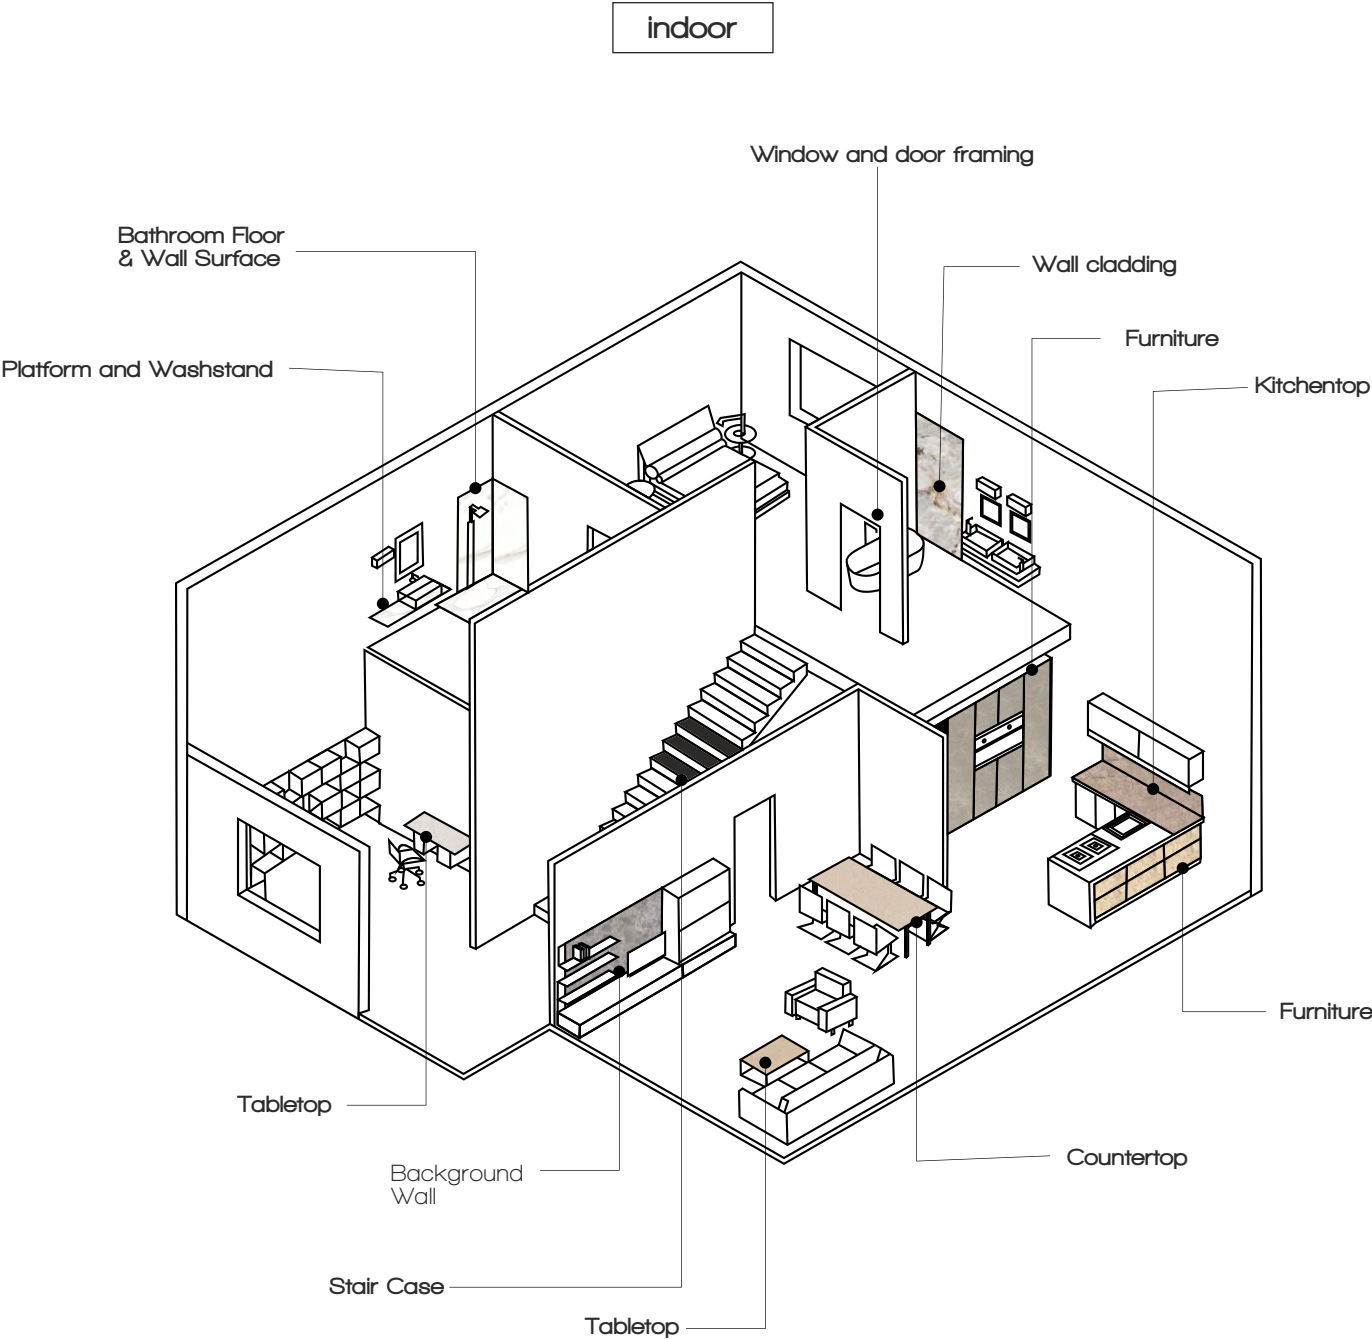 indoor
Window and door framing
Bathroom Floor
& Wall Surface
Wall cladding
Furniture
Platform and Washstand
Kitchentop
Furniture
Tabletop
Background
Wall
Countertop
Stair Case
Tabletop